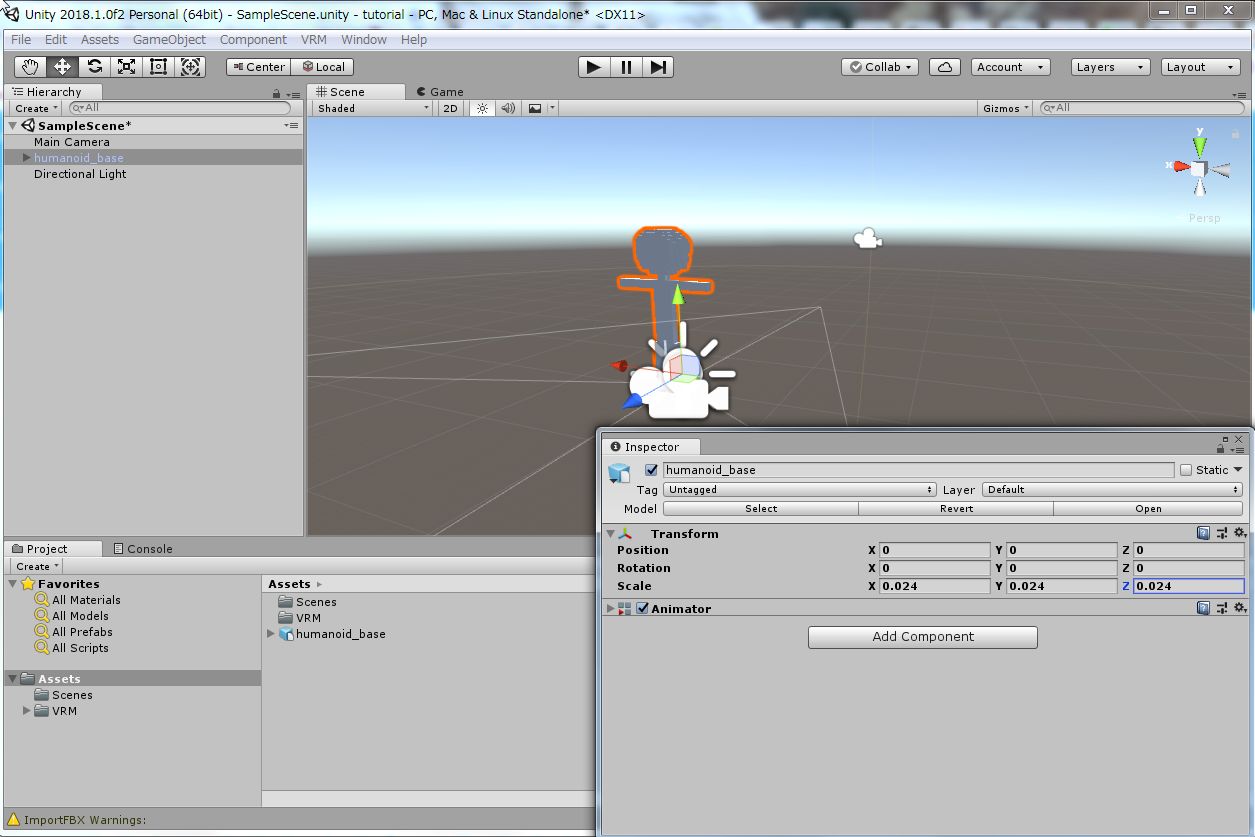 Unity 2018.1.0f2 Personal (64bit) - SampleScene.unity - tutorial - PC, Mac & Linux Standalone* <DX11>
File Edit Assets GameObject Component VRM Window Help
Center Local Collab Account Layers Layout
Hierarchy
Create All
SampleScene*
Main Camera
humanoid_base
Directional Light
Scene Game
Shaded 2D Gizmos All
y
x
Persp
Inspector
humanoid_base Static
Tag Untagged Layer Default
Model Select Revert Open
Transform
Position X 0 Y 0 Z 0
Rotation X 0 Y 0 Z 0
Scale X 0.024 Y 0.024 Z 0.024
Animator
Add Component
Project Console
Create
Favorites
All Materials
All Models
All Prefabs
All Scripts
Assets
Scenes
VRM
Assets
Scenes
VRM
humanoid_base
ImportFBX Warnings: